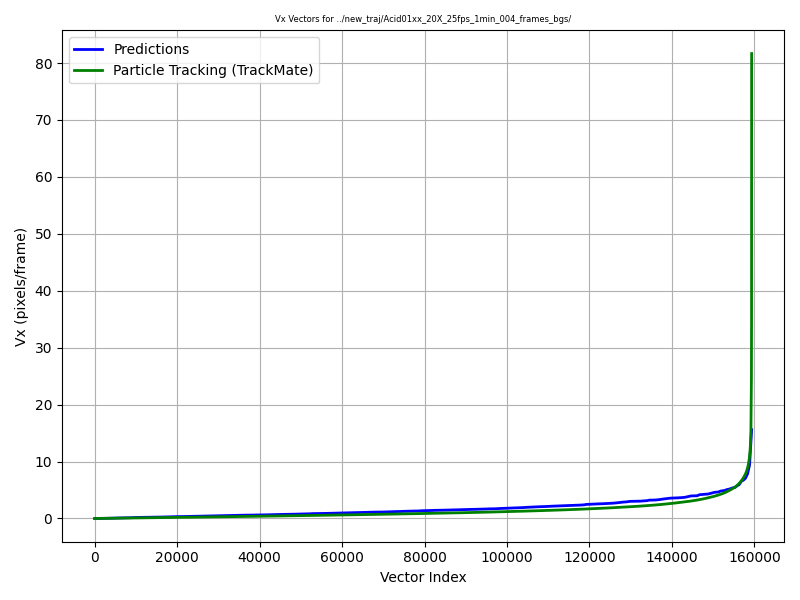 Vx Vectors for ../new_traj/Acid01xx_20X_25fps_1min_004_frames_bgs/
Predictions
Particle Tracking (TrackMate)
80
70
60
50
40
30
20
10
0
Vx (pixels/frame)
0 20000 40000 60000 80000 100000 120000 140000 160000
Vector Index